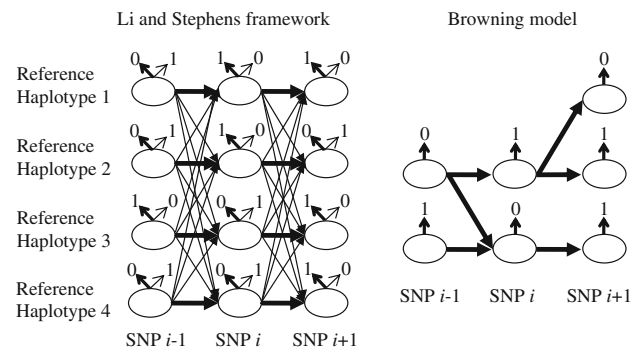 Li and Stephens framework
Browning model
0 1 1 0 1 0
Reference
Haplotype 1
0
0 1 1 0 0 1
Reference
Haplotype 2
0 1 1
1 0 0 1 1 0
Reference
Haplotype 3
1 0 1
0 1 0 1 1 0
Reference
Haplotype 4
SNP i-1 SNP i SNP i+1
SNP i-1 SNP i SNP i+1